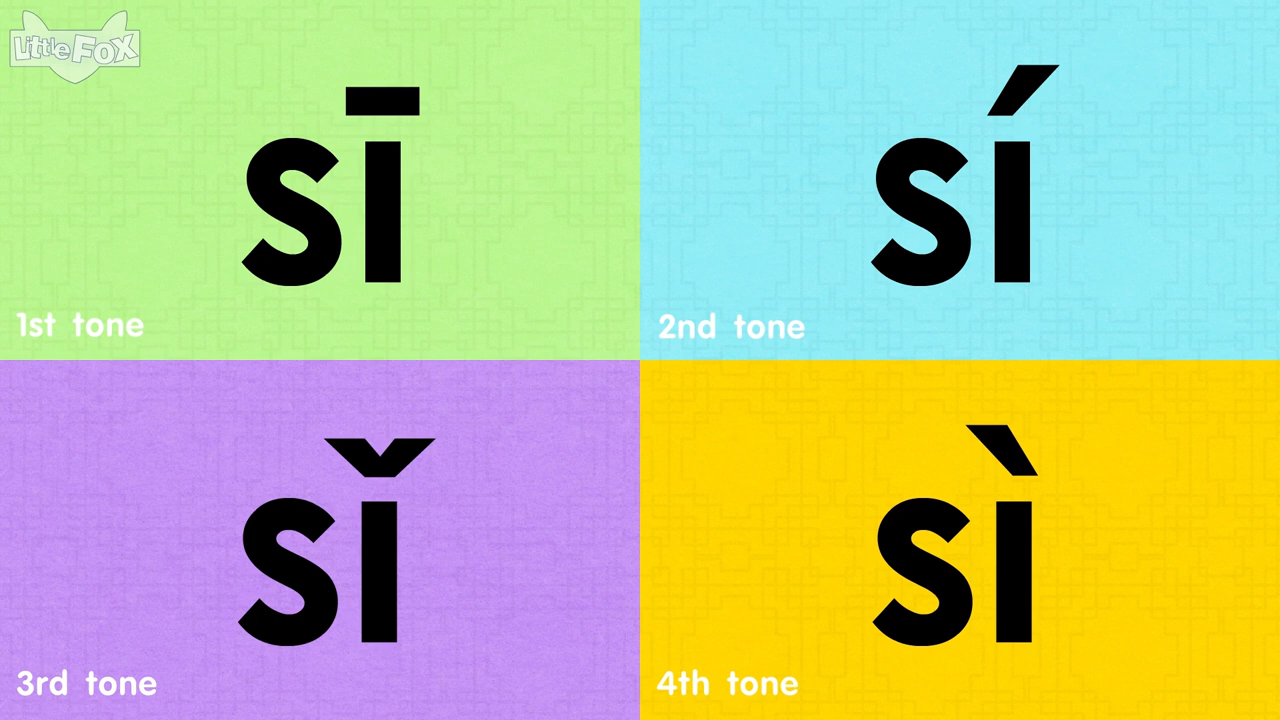 Little Fox
sī
1st tone
sí
2nd tone
sǐ
3rd tone
sì
4th tone